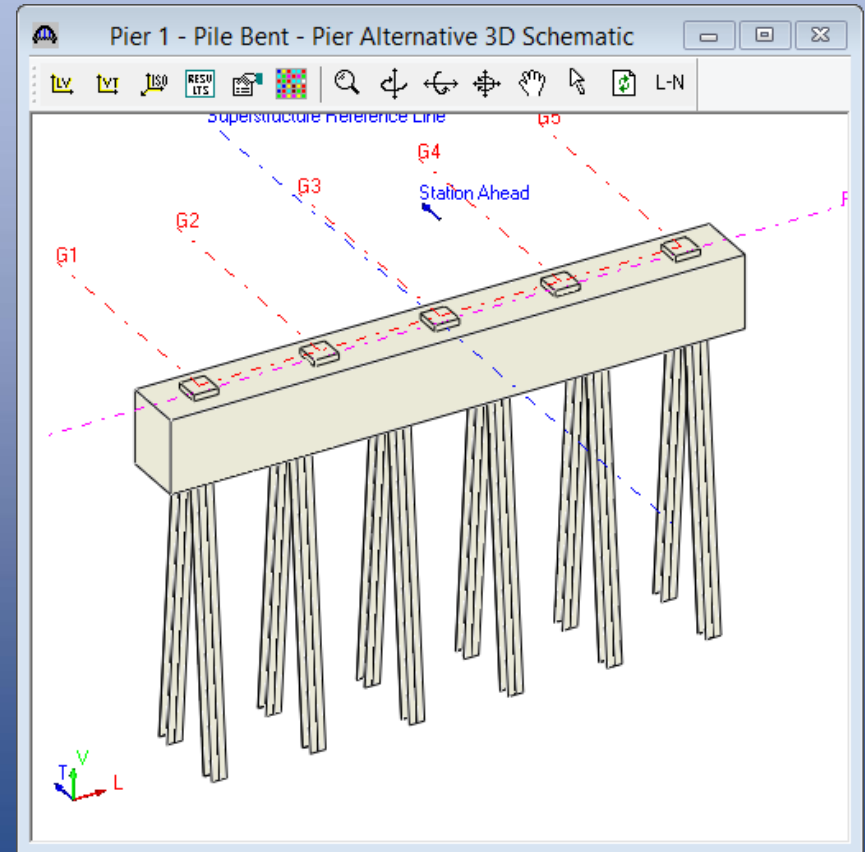 Pier 1 - Pile Bent - Pier Alternative 3D Schematic
LV VT ISO RESU LTS L-N
Superstructure Reference Line
G5
G4
G3
Station Ahead
G2
G1
V
T
L